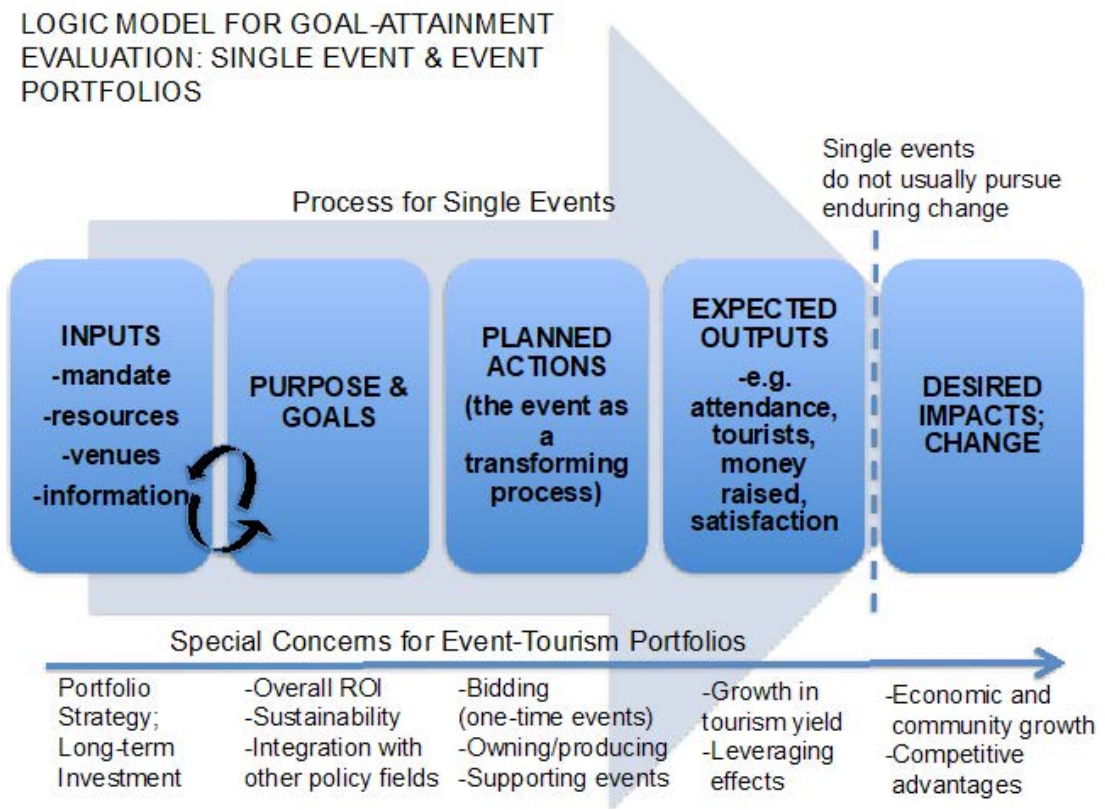 LOGIC MODEL FOR GOAL-ATTAINMENT
EVALUATION: SINGLE EVENT & EVENT
PORTFOLIOS
Single events
do not usually pursue
enduring change
Process for Single Events
INPUTS
-mandate
-resources
-venues
-information
PURPOSE &
GOALS
PLANNED
ACTIONS
(the event as
a
transforming
process)
EXPECTED
OUTPUTS
-e.g.
attendance,
tourists,
money
raised,
satisfaction
DESIRED
IMPACTS;
CHANGE
Special Concerns for Event-Tourism Portfolios
Portfolio
Strategy;
Long-term
Investment
-Overall ROI
-Sustainability
-Integration with
other policy fields
-Bidding
(one-time events)
-Owning/producing
-Supporting events
-Growth in
tourism yield
-Leveraging
effects
-Economic and
community growth
-Competitive
advantages